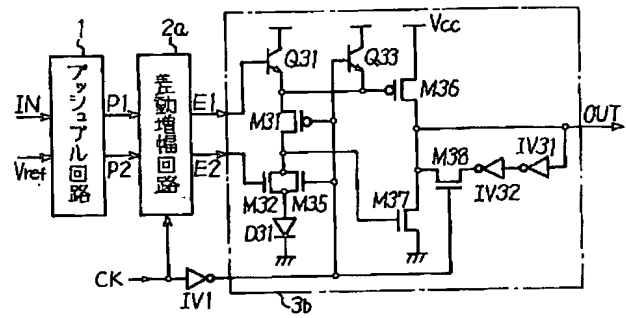 1
2a
Vcc
Q31
Q33
プッシュアル回路
差動増幅回路
IN
P1
E1
M31
M36
OUT
Vref
P2
E2
M38
IV31
IV32
M32
M35
M37
D31
CK
IV1
3b